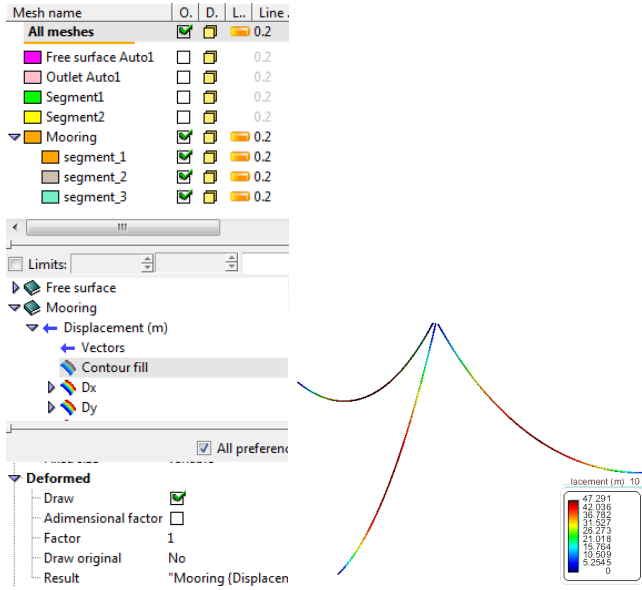 Mesh name O. D. L.. Line .
All meshes 0.2
Free surface Auto1 0.2
Outlet Auto1 0.2
Segment1 0.2
Segment2 0.2
Mooring 0.2
segment_1 0.2
segment_2 0.2
segment_3 0.2
Limits:
Free surface
Mooring
Displacement (m)
Vectors
Contour fill
Dx
Dy
All preferenc
Deformed
Draw
Adimensional factor
Factor 1
Draw original No
Result "Mooring {Displacen
...lacement (m) 10
47.291
42.036
36.782
31.527
26.273
21.018
15.764
10.509
5.2545
0